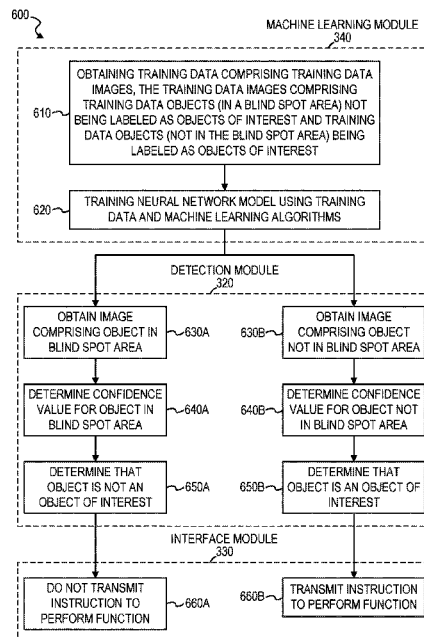 600
MACHINE LEARNING MODULE
340
OBTAINING TRAINING DATA COMPRISING TRAINING DATA
IMAGES, THE TRAINING DATA IMAGES COMPRISING
TRAINING DATA OBJECTS (IN A BLIND SPOT AREA) NOT
BEING LABELED AS OBJECTS OF INTEREST AND TRAINING
DATA OBJECTS (NOT IN THE BLIND SPOT AREA) BEING
LABELED AS OBJECTS OF INTEREST
610
TRAINING NEURAL NETWORK MODEL USING TRAINING
DATA AND MACHINE LEARNING ALGORITHMS
620
DETECTION MODULE
320
OBTAIN IMAGE
COMPRISING OBJECT IN
BLIND SPOT AREA
630A
630B
OBTAIN IMAGE
COMPRISING OBJECT
NOT IN BLIND SPOT AREA
DETERMINE CONFIDENCE
VALUE FOR OBJECT IN
BLIND SPOT AREA
640A
640B
DETERMINE CONFIDENCE
VALUE FOR OBJECT NOT
IN BLIND SPOT AREA
DETERMINE THAT
OBJECT IS NOT AN
OBJECT OF INTEREST
650A
650B
DETERMINE THAT
OBJECT IS AN OBJECT OF
INTEREST
INTERFACE MODULE
330
DO NOT TRANSMIT
INSTRUCTION TO
PERFORM FUNCTION
660A
660B
TRANSMIT INSTRUCTION
TO PERFORM FUNCTION